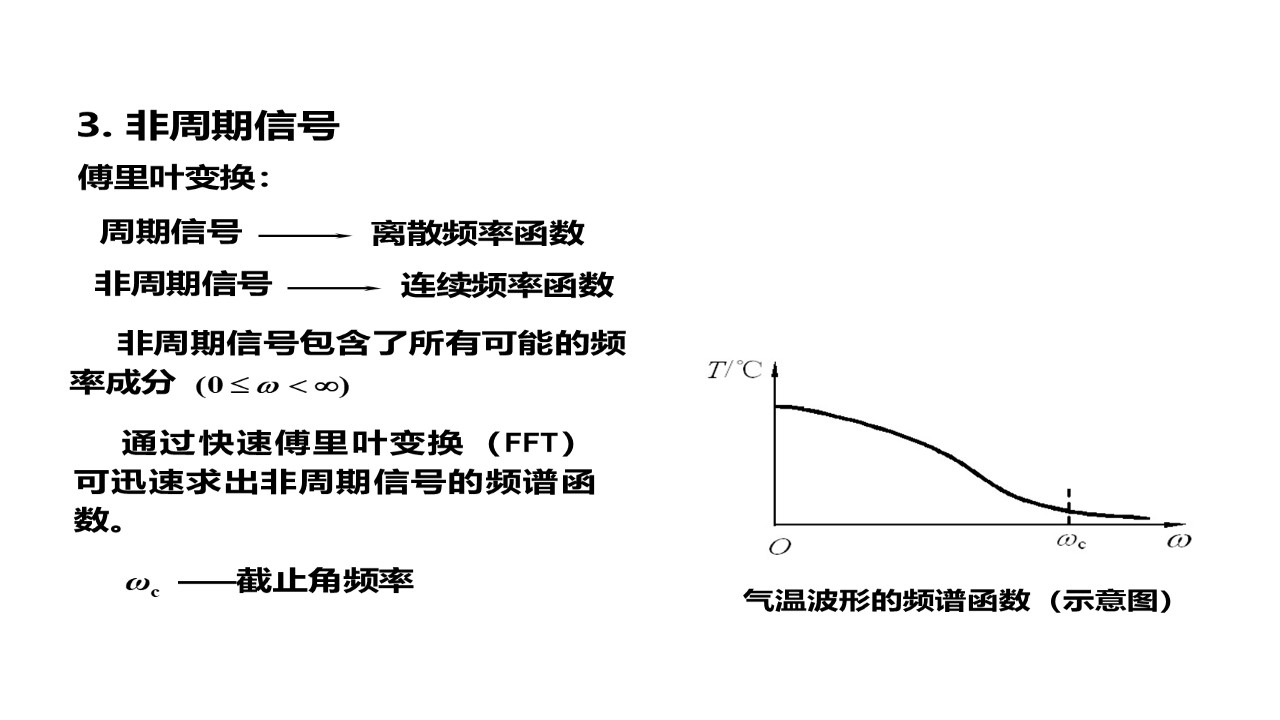 3. 非周期信号
傅里叶变换：
周期信号 ——→ 离散频率函数
非周期信号 ——→ 连续频率函数
非周期信号包含了所有可能的频
率成分 (0 ≤ ω < ∞)
通过快速傅里叶变换（FFT）
可迅速求出非周期信号的频谱函
数。
ωc ——截止角频率
T/℃
O
ωc
ω
气温波形的频谱函数（示意图）